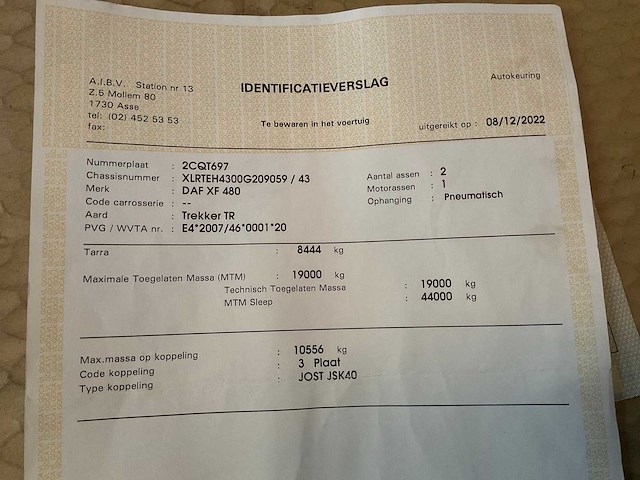 A.I.B.V. Station nr 13
Z.5 Mollem 80
1730 Asse
tel: (02) 452 53 53
fax:
IDENTIFICATIEVERSLAG
Te bewaren in het voertuig
Autokeuring
uitgereikt op : 08/12/2022
Nummerplaat : 2CQT697
Chassisnummer : XLRTEH4300G209059 / 43
Merk : DAF XF 480
Code carrosserie : --
Aard : Trekker TR
PVG / WVTA nr. : E4*2007/46*0001*20
Aantal assen : 2
Motorassen : 1
Ophanging : Pneumatisch
Tarra : 8444 kg
Maximale Toegelaten Massa (MTM) : 19000 kg
Technisch Toegelaten Massa : 19000 kg
MTM Sleep : 44000 kg
Max.massa op koppeling : 10556 kg
Code koppeling : 3 Plaat
Type koppeling : JOST JSK40